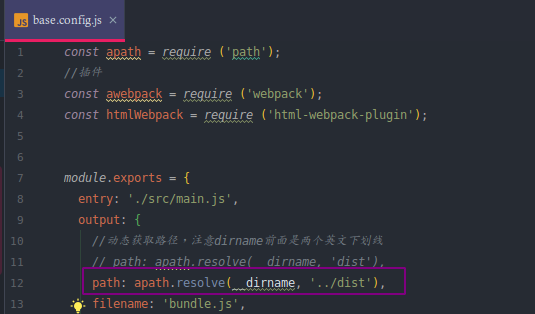 JS base.config.js ×
1 const apath = require ('path');
2 //插件
3 const awebpack = require ('webpack');
4 const htmlWebpack = require ('html-webpack-plugin');
5
6
7 module.exports = {
8 entry: './src/main.js',
9 output: {
10 //动态获取路径，注意dirname前面是两个英文下划线
11 // path: apath.resolve(__dirname, 'dist'),
12 path: apath.resolve(__dirname, '../dist'),
13 filename: 'bundle.js',